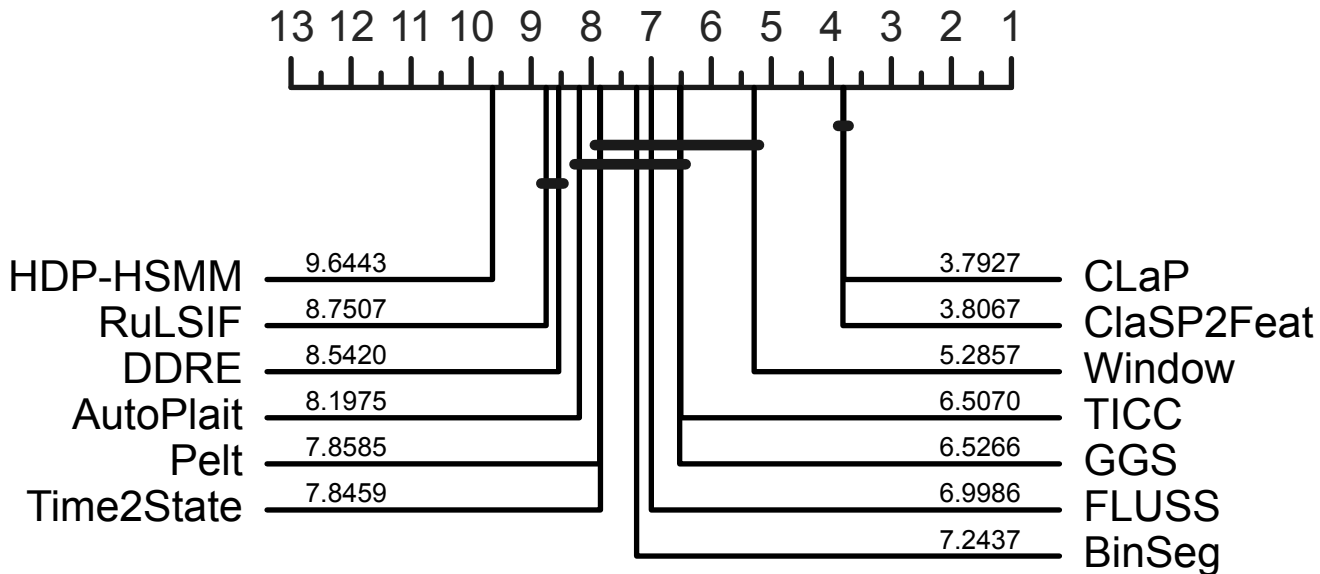 13 12 11 10 9 8 7 6 5 4 3 2 1
HDP-HSMM 9.6443 3.7927 CLaP
RuLSIF 8.7507 3.8067 ClaSP2Feat
DDRE 8.5420 5.2857 Window
AutoPlait 8.1975 6.5070 TICC
Pelt 7.8585 6.5266 GGS
Time2State 7.8459 6.9986 FLUSS
7.2437 BinSeg